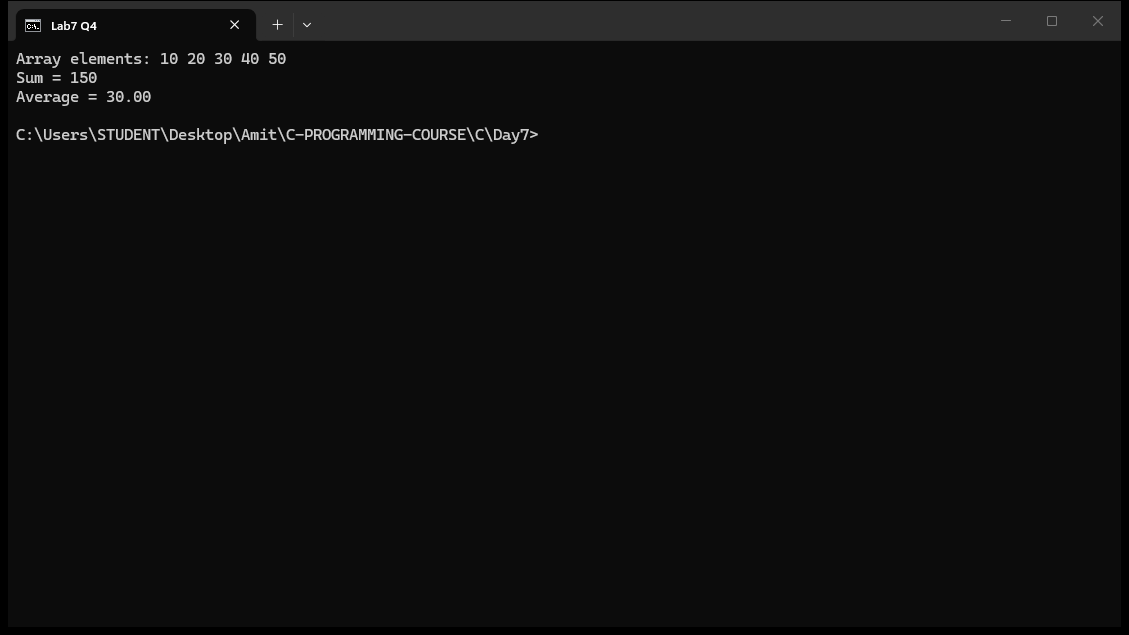 Lab7 Q4
Array elements: 10 20 30 40 50
Sum = 150
Average = 30.00
C:\Users\STUDENT\Desktop\Amit\C-PROGRAMMING-COURSE\C\Day7>